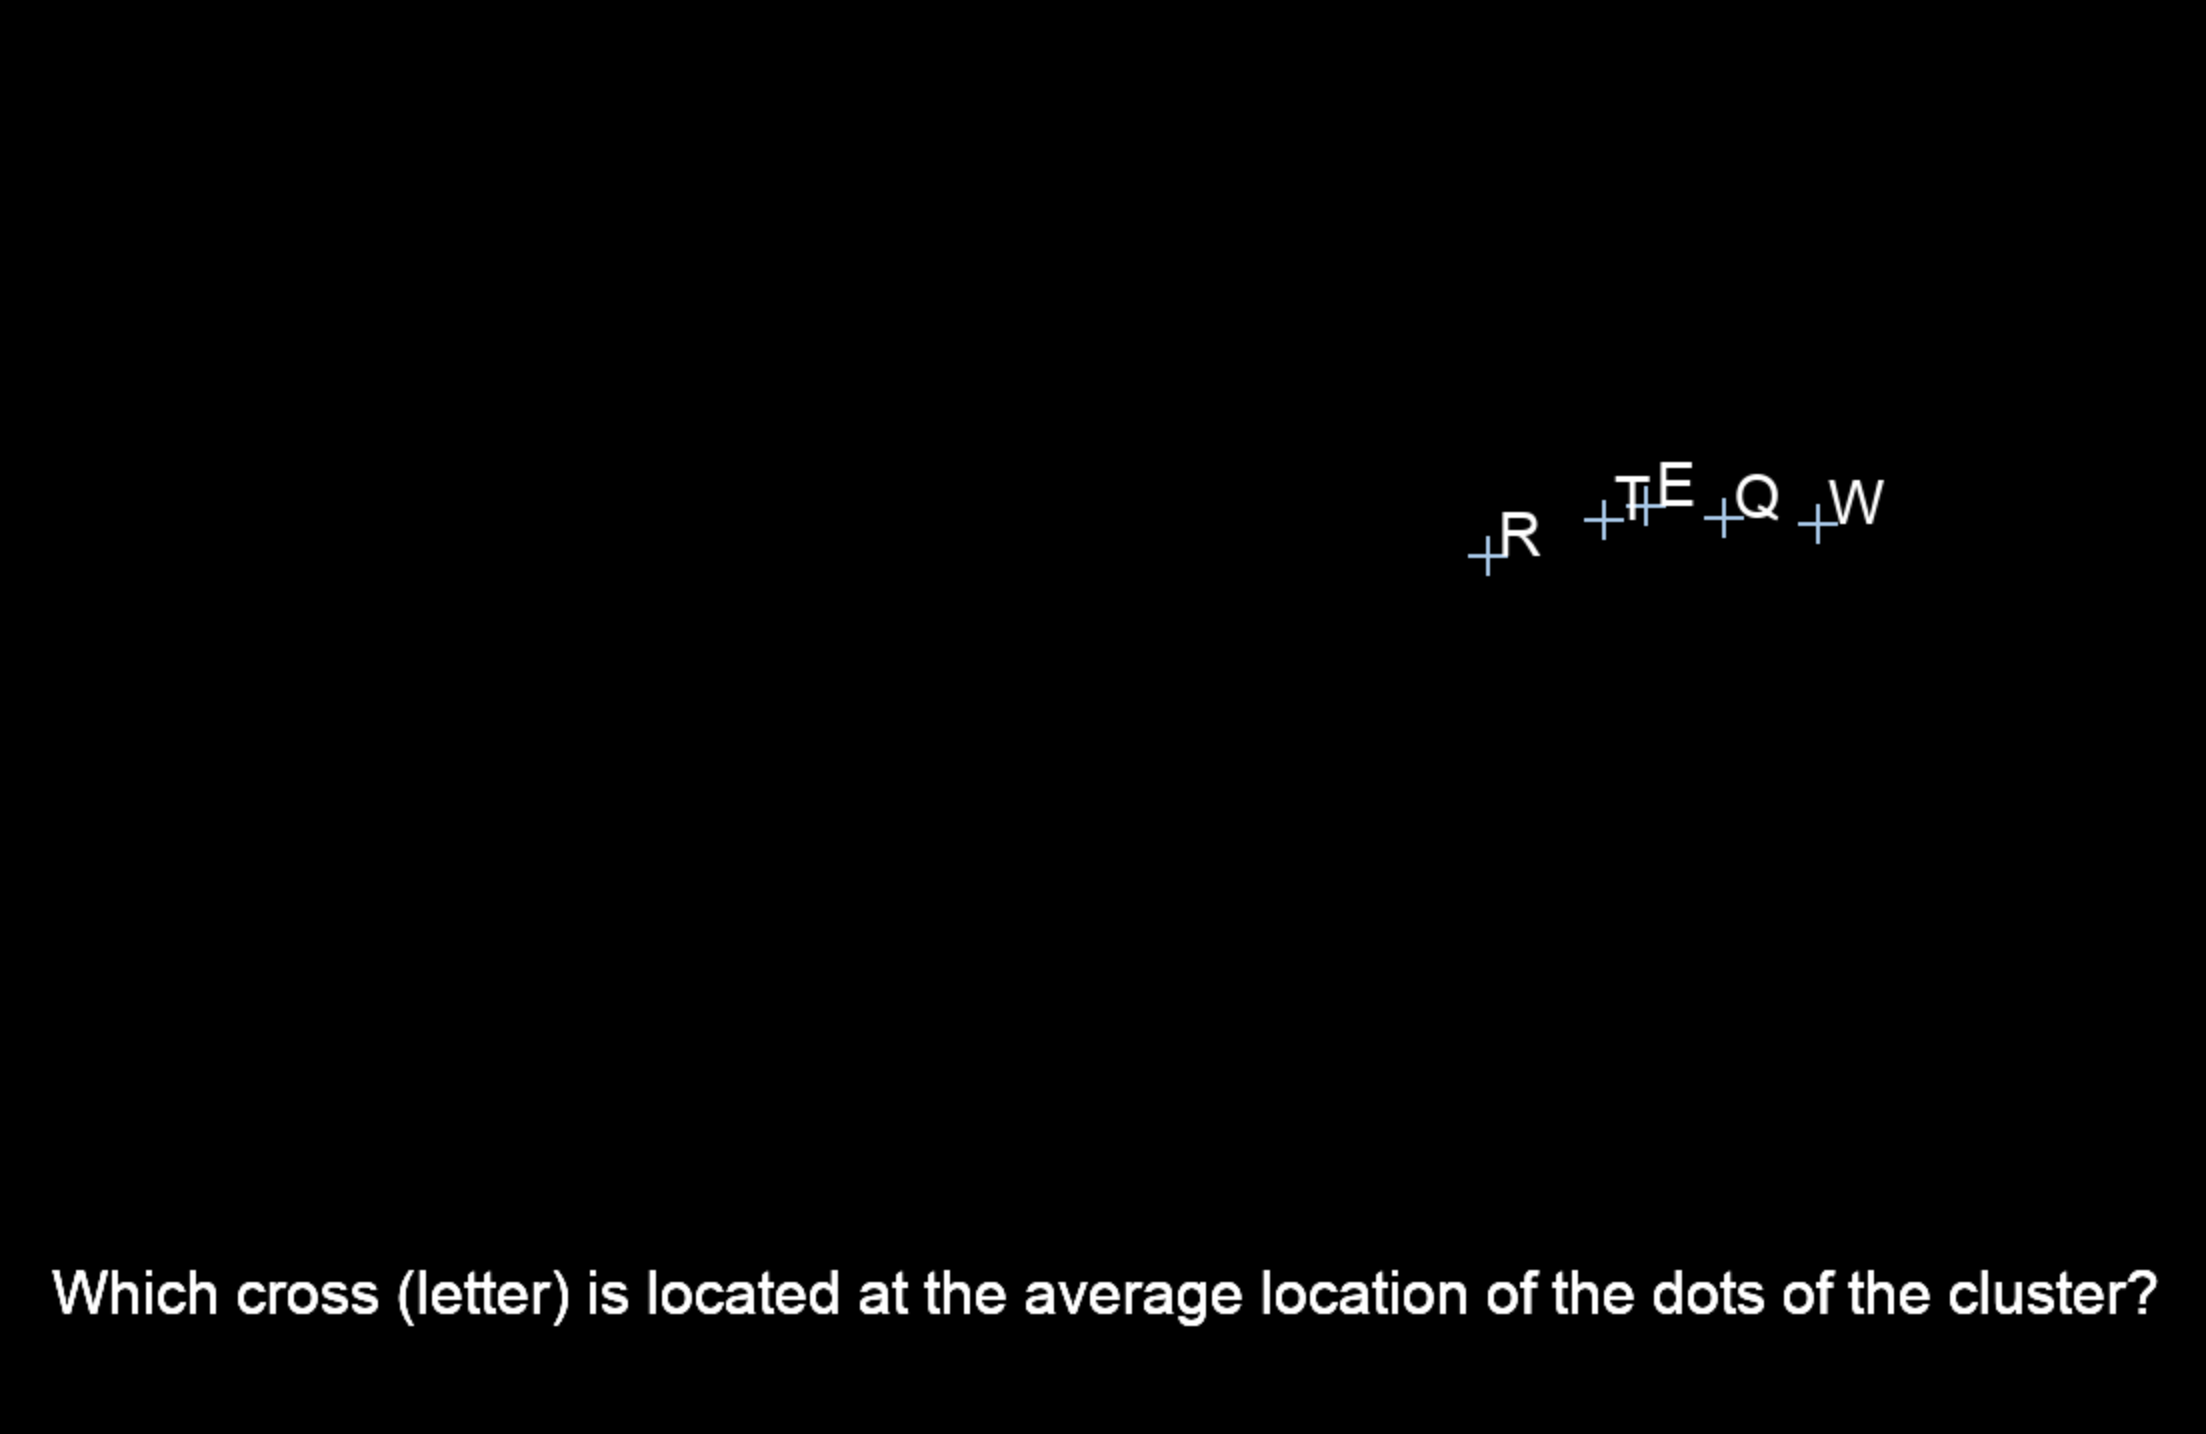 R T E Q W
Which cross (letter) is located at the average location of the dots of the cluster?